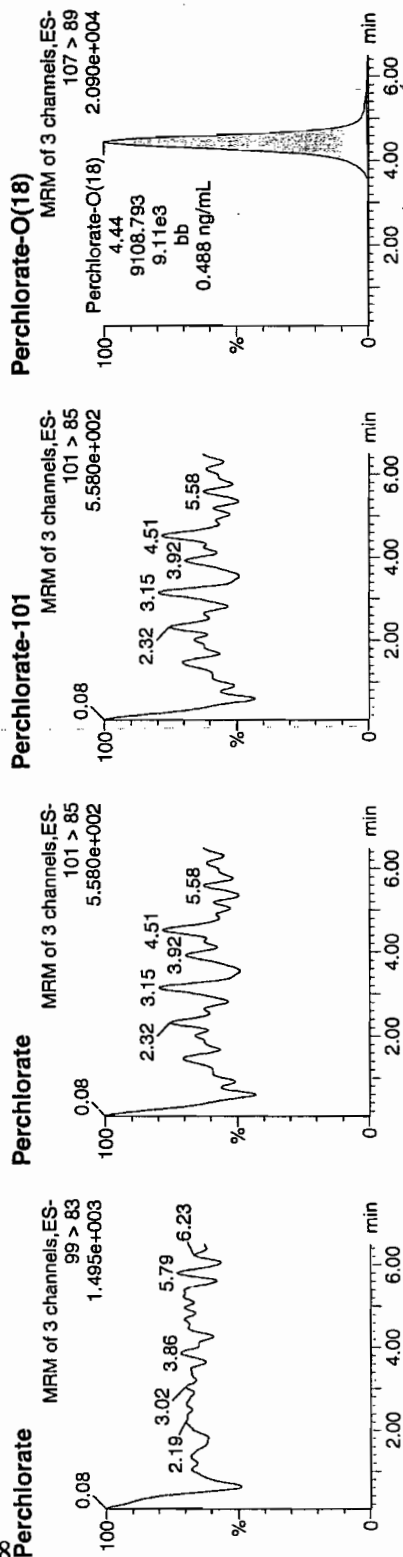 8
Perchlorate
MRM of 3 channels,ES-
99 > 83
1.495e+003
100
0.08
2.19
3.02
3.86
5.79
6.23
%
0
2.00
4.00
6.00
min
Perchlorate
MRM of 3 channels,ES-
101 > 85
5.580e+002
100
0.08
2.32
3.15
3.92
4.51
5.58
%
0
2.00
4.00
6.00
min
Perchlorate-101
MRM of 3 channels,ES-
101 > 85
5.580e+002
100
0.08
2.32
3.15
3.92
4.51
5.58
%
0
2.00
4.00
6.00
min
Perchlorate-O(18)
MRM of 3 channels,ES-
107 > 89
2.090e+004
100
Perchlorate-O(18)
4.44
9108.793
9.11e3
bb
0.488 ng/mL
%
0
2.00
4.00
6.00
min